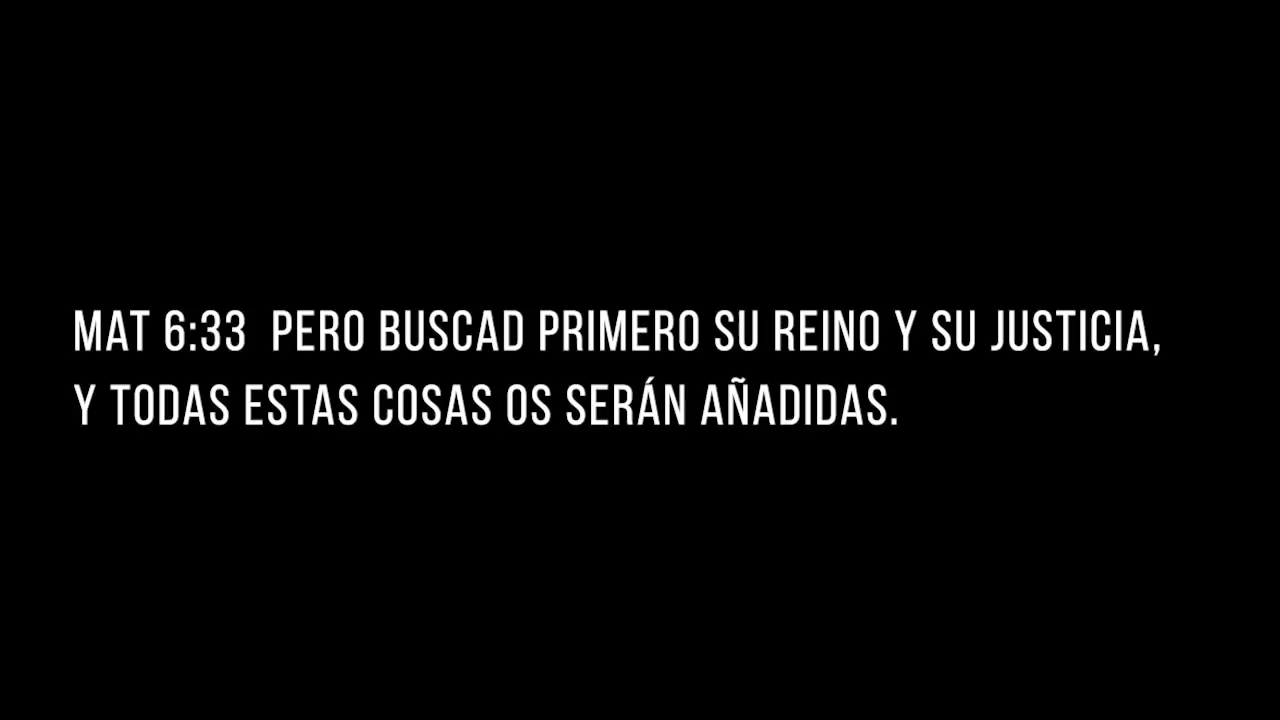 MAT 6:33  PERO BUSCAD PRIMERO SU REINO Y SU JUSTICIA,
Y TODAS ESTAS COSAS OS SERÁN AÑADIDAS.